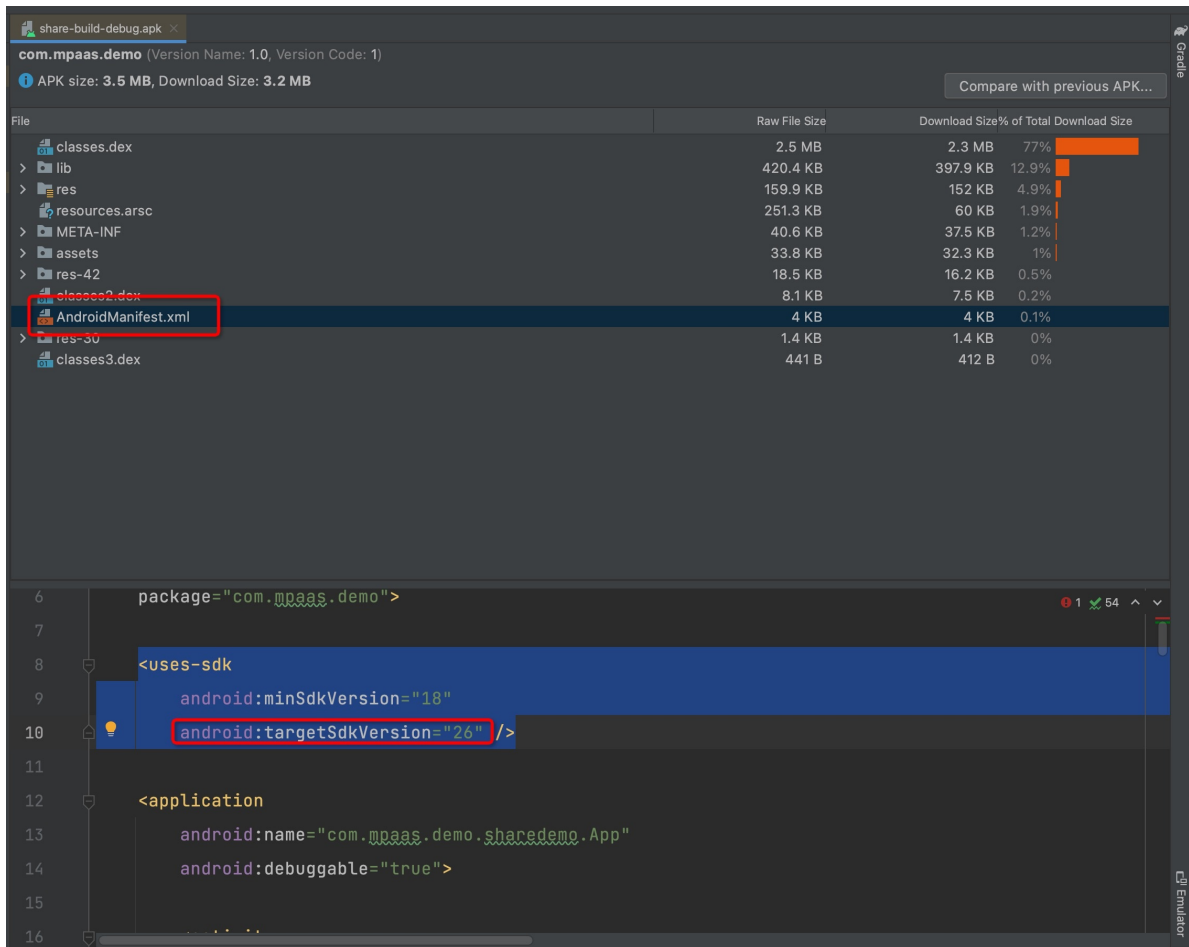 share-build-debug.apk
com.mpaas.demo (Version Name: 1.0, Version Code: 1)
APK size: 3.5 MB, Download Size: 3.2 MB
Compare with previous APK...
File Raw File Size Download Size % of Total Download Size
classes.dex 2.5 MB 2.3 MB 77%
lib 420.4 KB 397.9 KB 12.9%
res 159.9 KB 152 KB 4.9%
resources.arsc 251.3 KB 60 KB 1.9%
META-INF 40.6 KB 37.5 KB 1.2%
assets 33.8 KB 32.3 KB 1%
res-42 18.5 KB 16.2 KB 0.5%
classes2.dex 8.1 KB 7.5 KB 0.2%
AndroidManifest.xml 4 KB 4 KB 0.1%
res-30 1.4 KB 1.4 KB 0%
classes3.dex 441 B 412 B 0%
6 package="com.mpaas.demo">
1 54
7
8 <uses-sdk
9 android:minSdkVersion="18"
10 android:targetSdkVersion="26" />
11
12 <application
13 android:name="com.mpaas.demo.sharedemo.App"
14 android:debuggable="true">
15
16
Gradle
Emulator